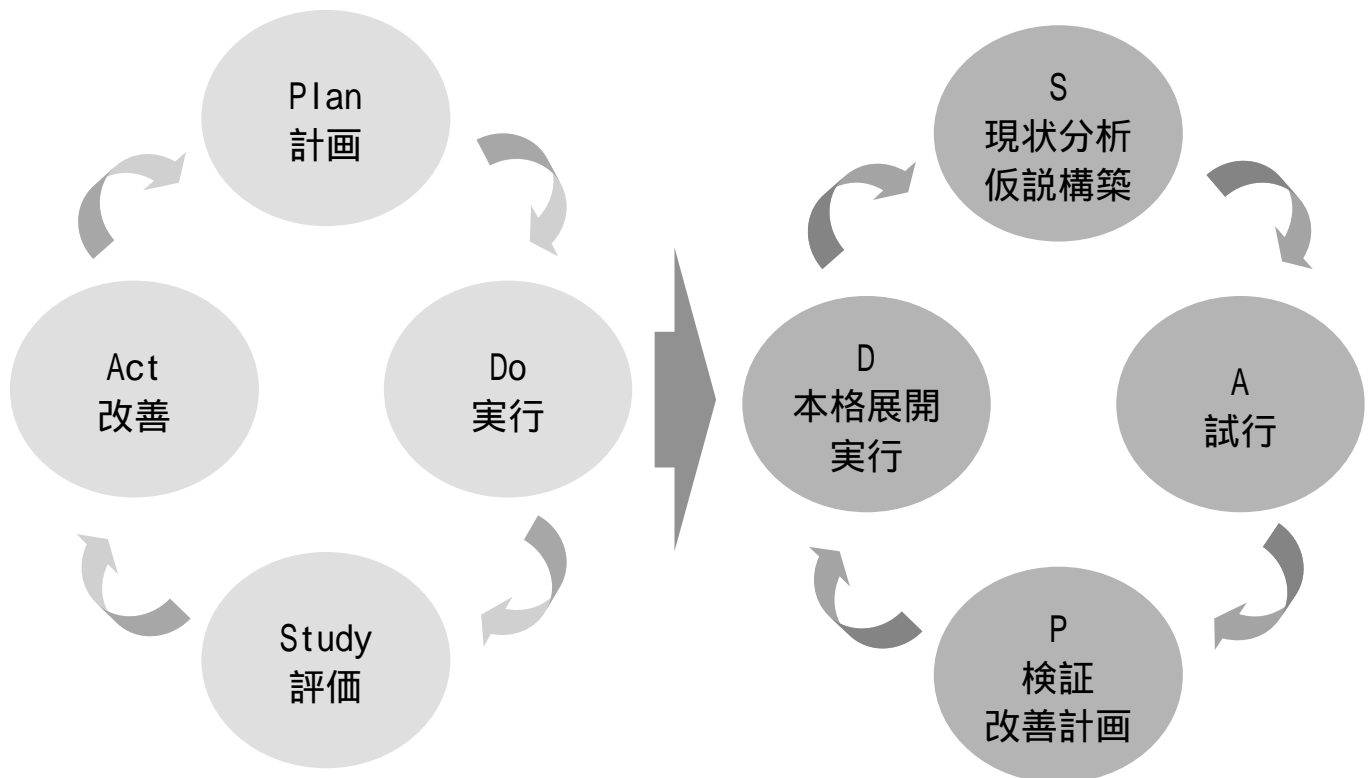 Plan
計画
Do
実行
Study
評価
Act
改善
S
現状分析
仮説構築
A
試行
P
検証
改善計画
D
本格展開
実行